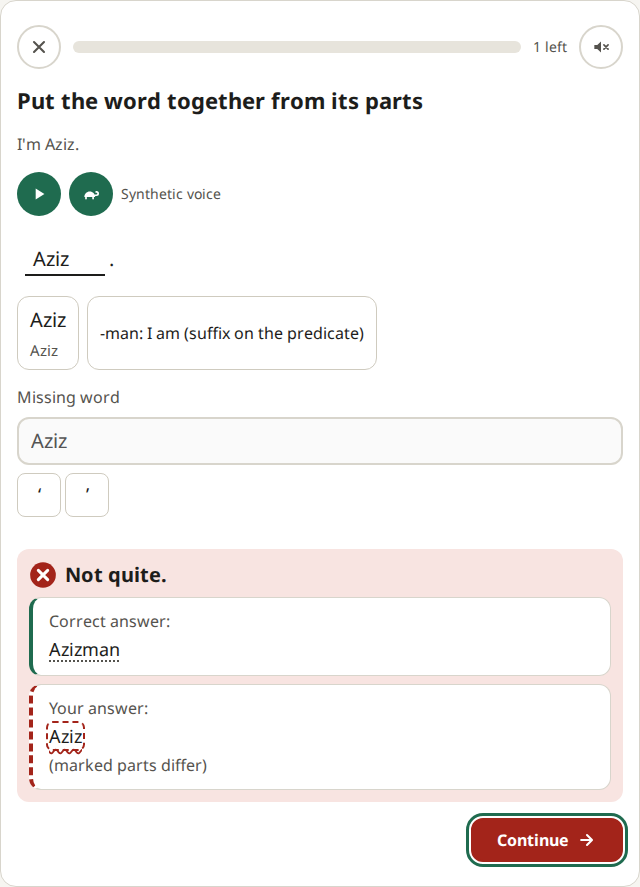 1 left
Put the word together from its parts
I'm Aziz.
Synthetic voice
Aziz .
Aziz
Aziz
-man: I am (suffix on the predicate)
Missing word
Aziz
ʻ ʼ
Not quite.
Correct answer:
Azizman
Your answer:
Aziz
(marked parts differ)
Continue →